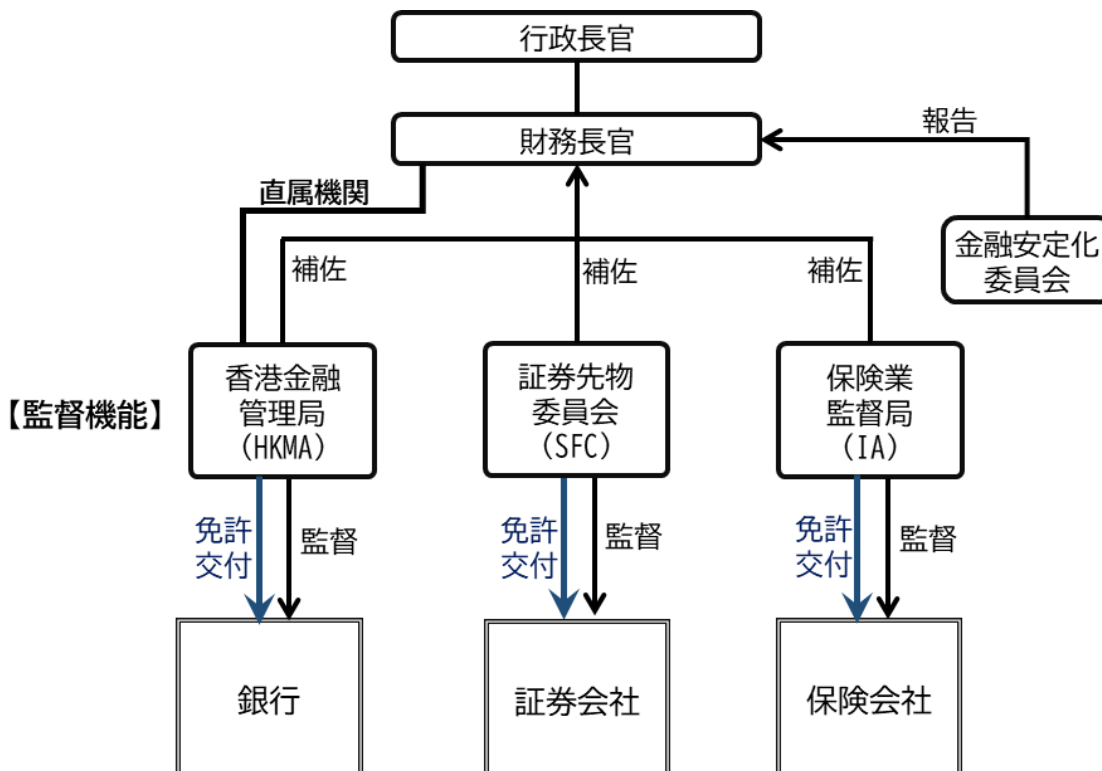 行政長官
財務長官
報告
直属機関
金融安定化
委員会
補佐
補佐
補佐
【監督機能】
香港金融
管理局
(HKMA)
証券先物
委員会
(SFC)
保険業
監督局
(IA)
免許
交付
監督
免許
交付
監督
免許
交付
監督
銀行
証券会社
保険会社